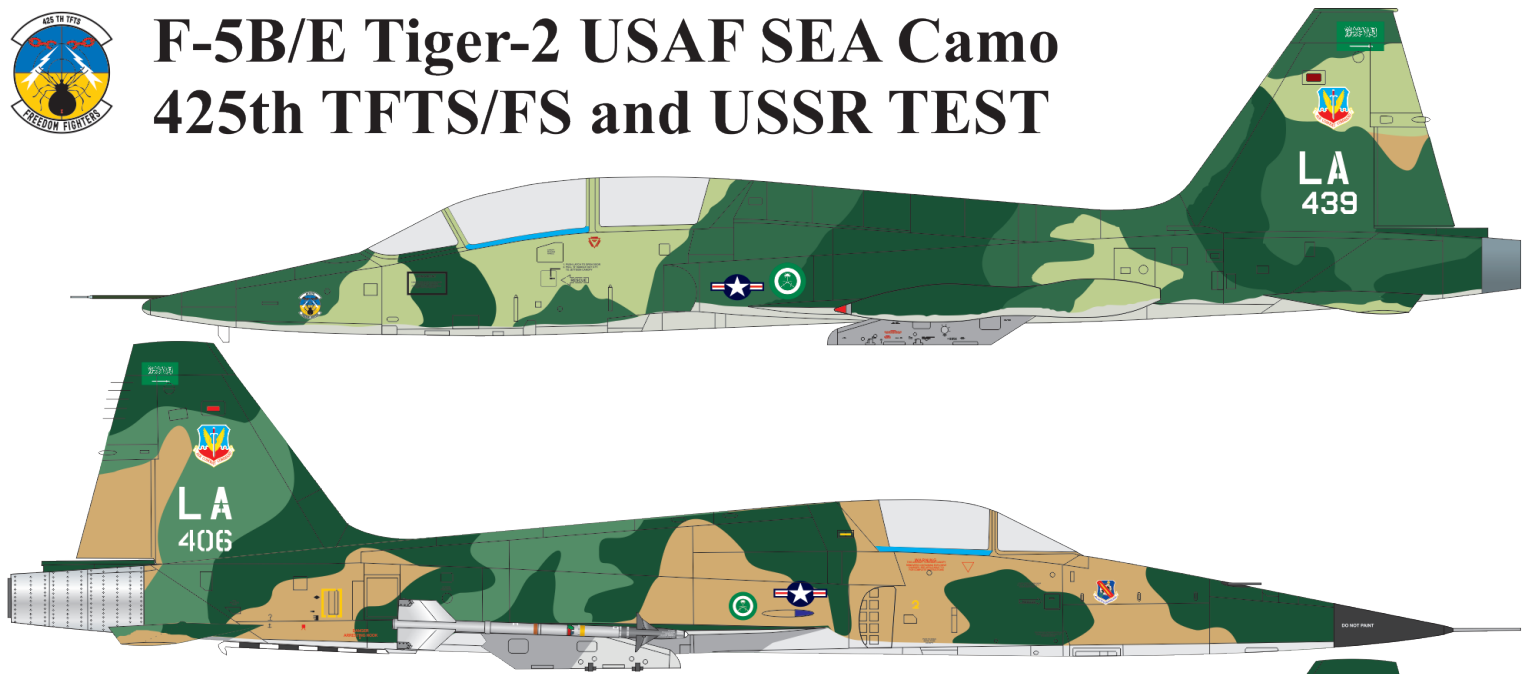 425 TH TFTS
FREEDOM FIGHTERS
F-5B/E Tiger-2 USAF SEA Camo
425th TFTS/FS and USSR TEST
LA
439
LA
406
2
DO NOT PAINT